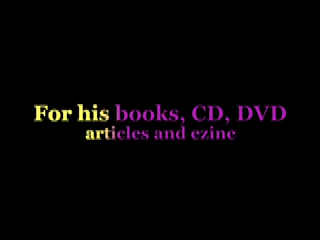 For his books, CD, DVD
articles and ezine